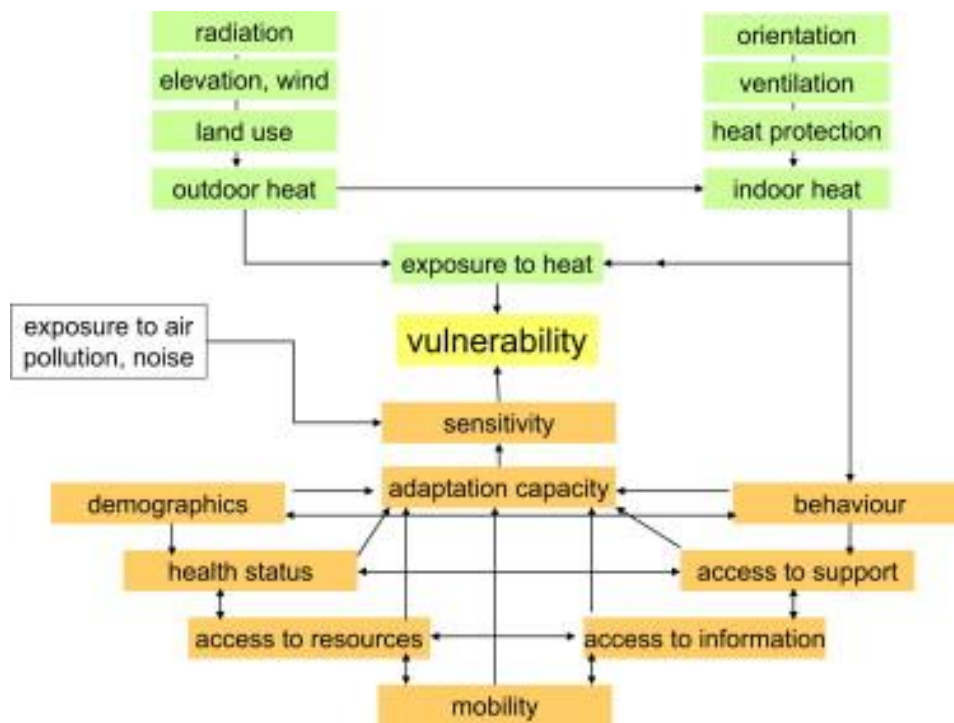 radiation
orientation
elevation, wind
ventilation
land use
heat protection
outdoor heat
indoor heat
exposure to heat
exposure to air
pollution, noise
vulnerability
sensitivity
adaptation capacity
demographics
behaviour
health status
access to support
access to resources
access to information
mobility